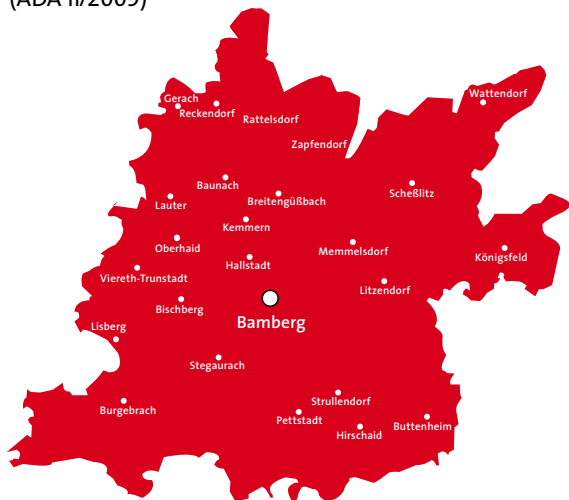 (ADA II/2009)
Wattendorf
Gerach
Reckendorf
Rattelsdorf
Zapfendorf
Baunach
Scheßlitz
Breitengüßbach
Lauter
Kemmern
Oberhaid
Memmelsdorf
Königsfeld
Hallstadt
Viereth-Trunstadt
Litzendorf
Bischberg
Bamberg
Lisberg
Stegaurach
Strullendorf
Burgebrach
Pettstadt
Buttenheim
Hirschaid